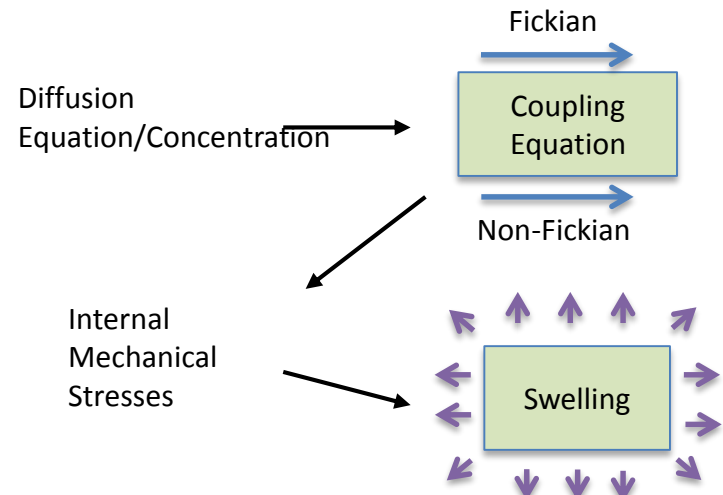 Fickian
Diffusion
Equation/Concentration
Coupling
Equation
Non-Fickian
Internal
Mechanical
Stresses
Swelling